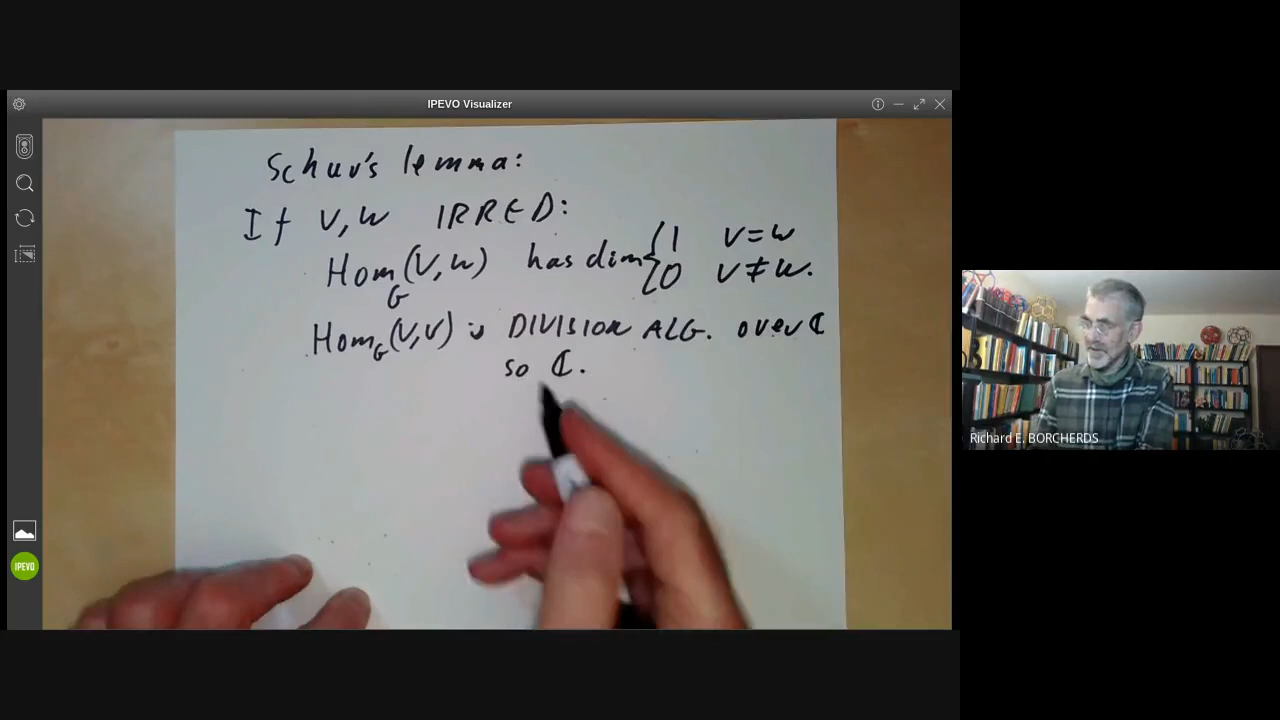 IPEVO Visualizer
Schur's lemma:
If V, W IRRED:
Hom_G(V, W) has dim { 1 V = W
0 V ≠ W.
Hom_G(V, V) is DIVISION ALG. over ℂ
so ℂ.
IPEVO
Richard E. BORCHERDS